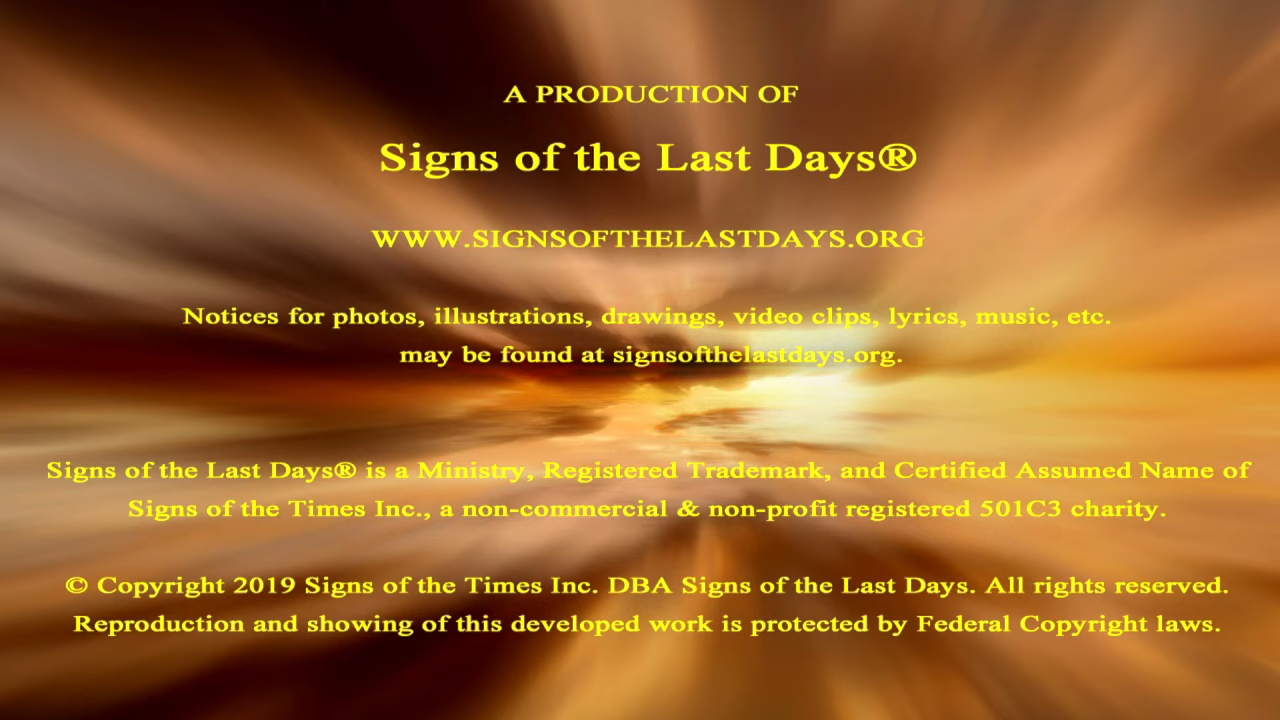 A PRODUCTION OF
Signs of the Last Days®
WWW.SIGNSOFTHELASTDAYS.ORG
Notices for photos, illustrations, drawings, video clips, lyrics, music, etc.
may be found at signsofthelastdays.org.
Signs of the Last Days® is a Ministry, Registered Trademark, and Certified Assumed Name of
Signs of the Times Inc., a non-commercial & non-profit registered 501C3 charity.
© Copyright 2019 Signs of the Times Inc. DBA Signs of the Last Days. All rights reserved.
Reproduction and showing of this developed work is protected by Federal Copyright laws.